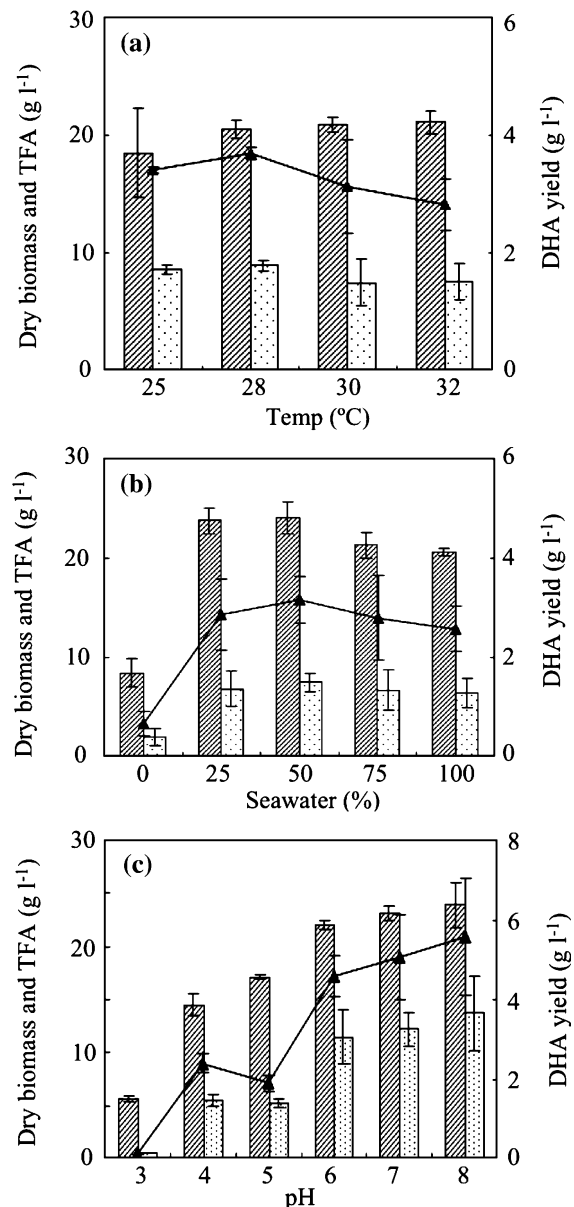 (a)
Dry biomass and TFA (g l-1)
30
20
10
0
DHA yield (g l-1)
6
4
2
0
25 28 30 32
Temp (ºC)
(b)
Dry biomass and TFA (g l-1)
30
20
10
0
DHA yield (g l-1)
6
4
2
0
0 25 50 75 100
Seawater (%)
(c)
Dry biomass and TFA (g l-1)
30
20
10
0
DHA yield (g l-1)
8
6
4
2
0
3 4 5 6 7 8
pH